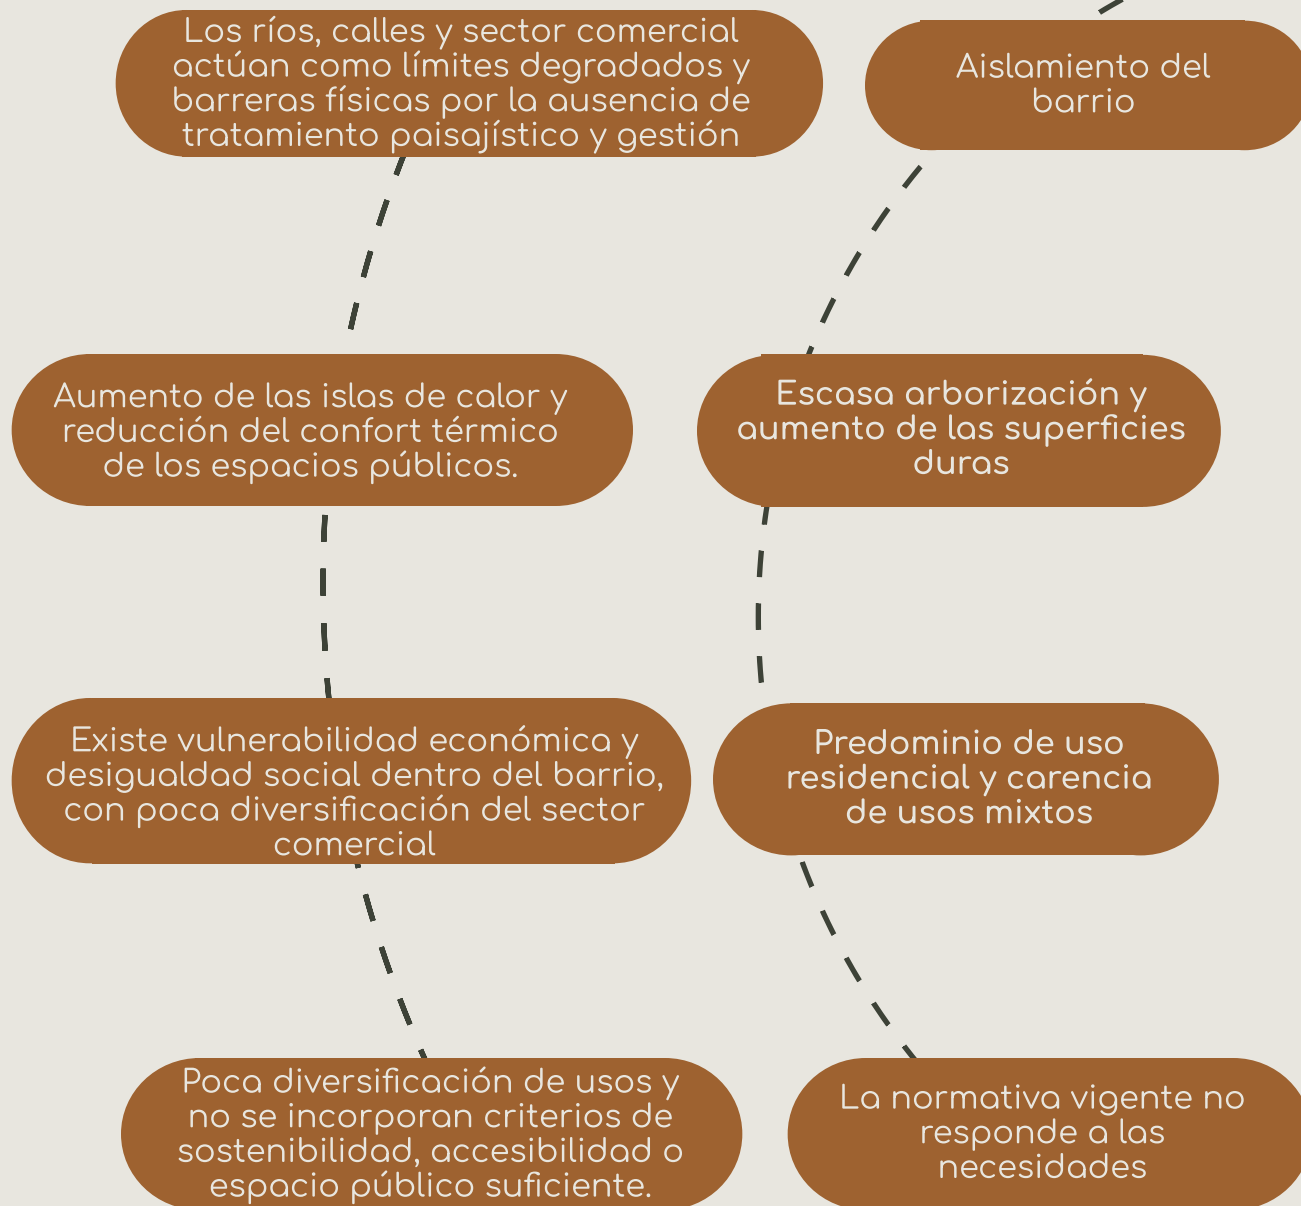 Los ríos, calles y sector comercial
actúan como límites degradados y
barreras físicas por la ausencia de
tratamiento paisajístico y gestión
Aislamiento del
barrio
Aumento de las islas de calor y
reducción del confort térmico
de los espacios públicos.
Escasa arborización y
aumento de las superficies
duras
Existe vulnerabilidad económica y
desigualdad social dentro del barrio,
con poca diversificación del sector
comercial
Predominio de uso
residencial y carencia
de usos mixtos
Poca diversificación de usos y
no se incorporan criterios de
sostenibilidad, accesibilidad o
espacio público suficiente.
La normativa vigente no
responde a las
necesidades